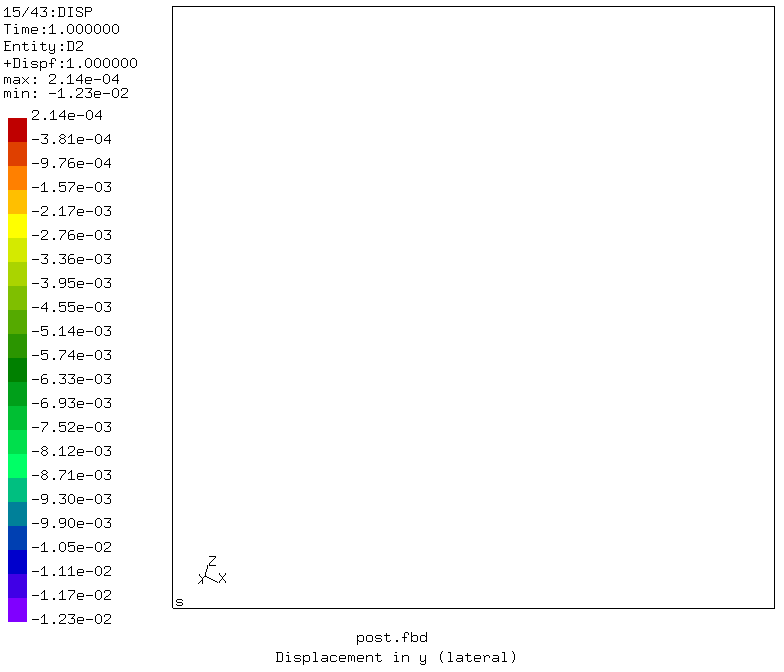 15/43:DISP
Time:1.000000
Entity:D2
+Dispf:1.000000
max: 2.14e-04
min: -1.23e-02
2.14e-04
-3.81e-04
-9.76e-04
-1.57e-03
-2.17e-03
-2.76e-03
-3.36e-03
-3.95e-03
-4.55e-03
-5.14e-03
-5.74e-03
-6.33e-03
-6.93e-03
-7.52e-03
-8.12e-03
-8.71e-03
-9.30e-03
-9.90e-03
-1.05e-02
-1.11e-02
-1.17e-02
-1.23e-02
Z
Y X
s
post.fbd
Displacement in y (lateral)